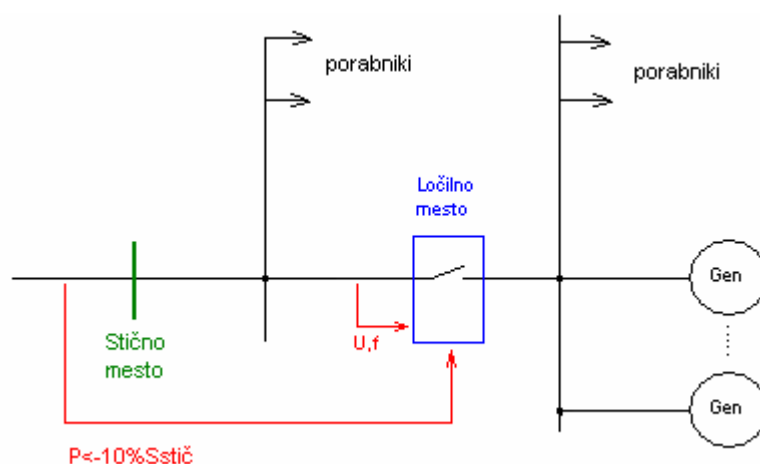 porabniki
porabniki
Ločilno
mesto
Gen
Stično
mesto
U,f
Gen
P<-10%Sstič